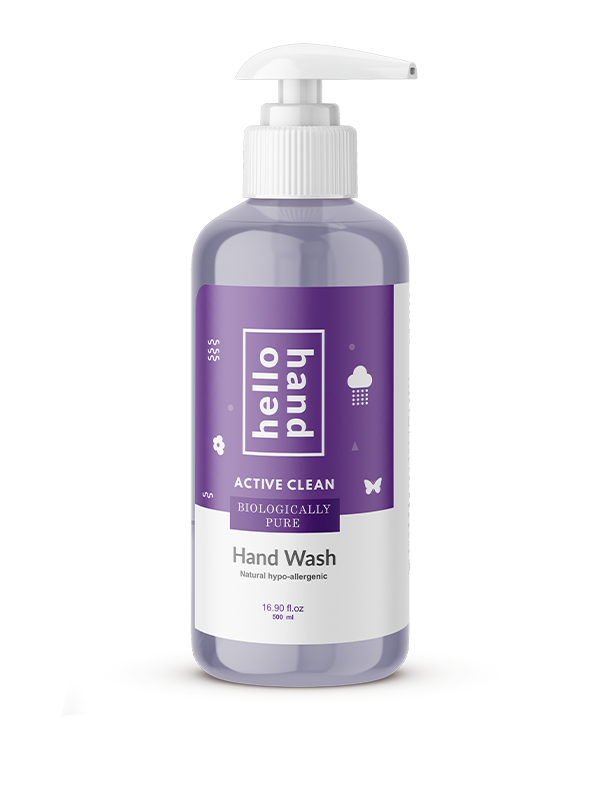 hello
hand
ACTIVE CLEAN
BIOLOGICALLY
PURE
Hand Wash
Natural hypo-allergenic
16.90 fl.oz
500 ml